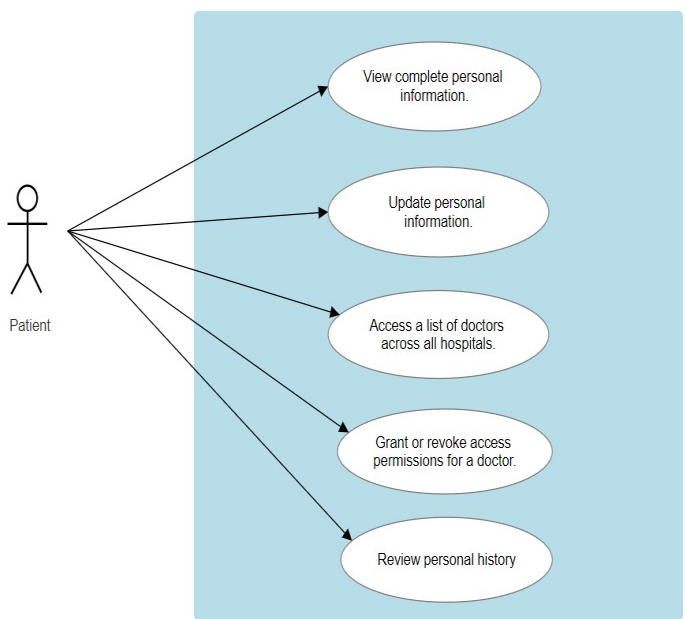 View complete personal
information.
Update personal
information.
Patient
Access a list of doctors
across all hospitals.
Grant or revoke access
permissions for a doctor.
Review personal history